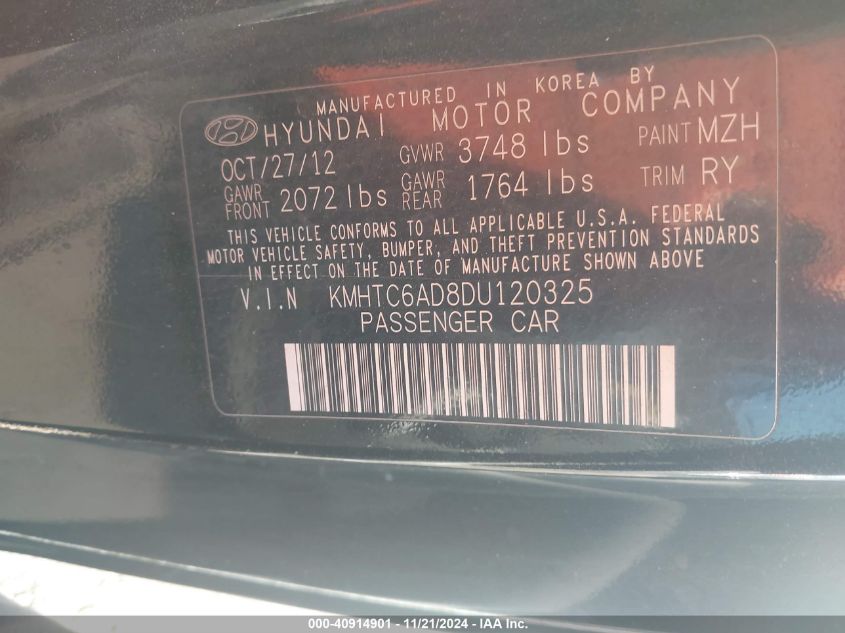 MANUFACTURED IN KOREA BY
HYUNDAI MOTOR COMPANY
OCT/27/12 GVWR 3748 lbs PAINT MZH
GAWR FRONT 2072 lbs GAWR REAR 1764 lbs TRIM RY
THIS VEHICLE CONFORMS TO ALL APPLICABLE U.S.A. FEDERAL
MOTOR VEHICLE SAFETY, BUMPER, AND THEFT PREVENTION STANDARDS
IN EFFECT ON THE DATE OF MANUFACTURE SHOWN ABOVE
V.I.N KMHTC6AD8DU120325
PASSENGER CAR
000-40914901 - 11/21/2024 - IAAI, Inc.